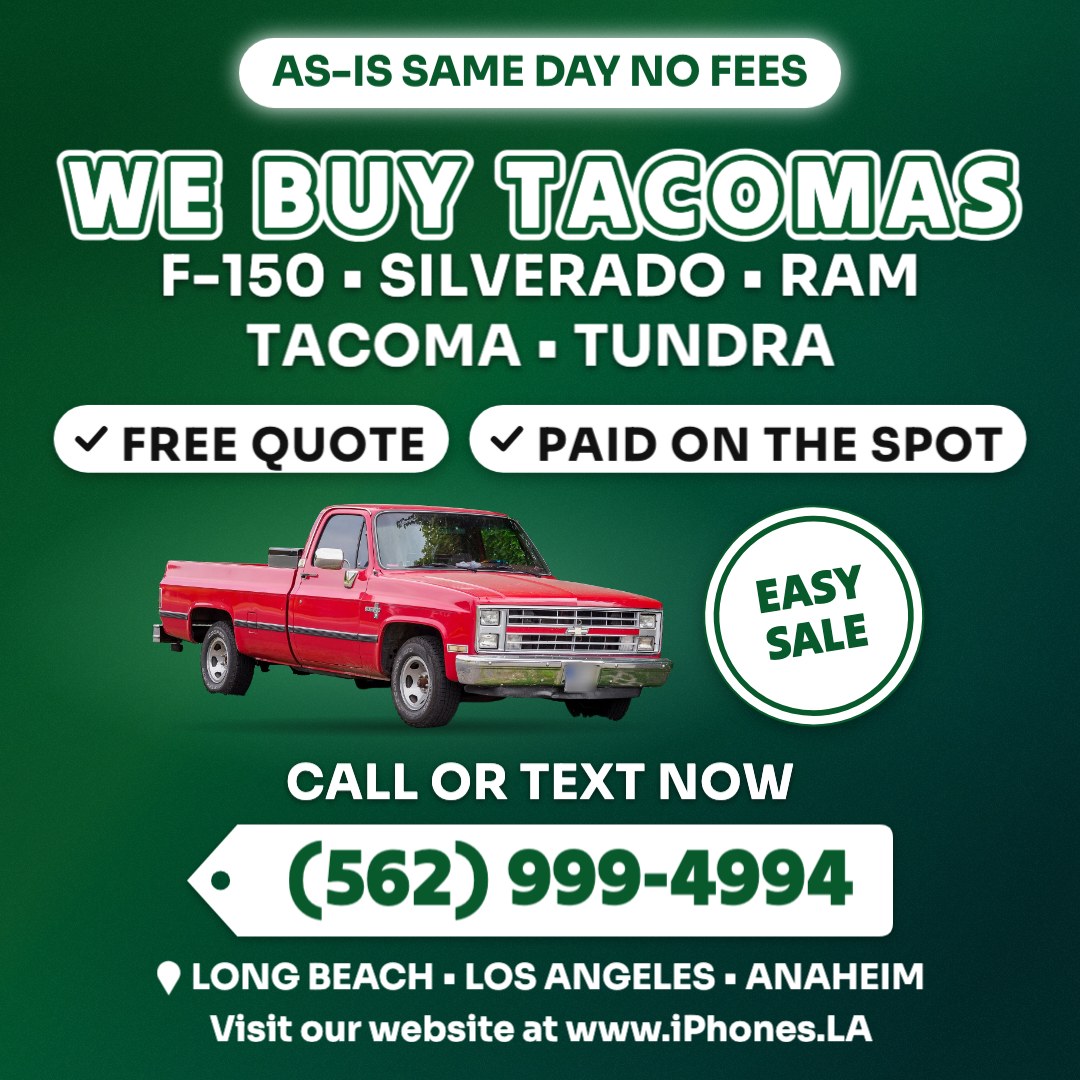 AS-IS SAME DAY NO FEES
WE BUY TACOMAS
F-150 ▪ SILVERADO ▪ RAM
TACOMA ▪ TUNDRA
✓ FREE QUOTE
✓ PAID ON THE SPOT
EASY
SALE
CALL OR TEXT NOW
(562) 999-4994
LONG BEACH ▪ LOS ANGELES ▪ ANAHEIM
Visit our website at www.iPhones.LA